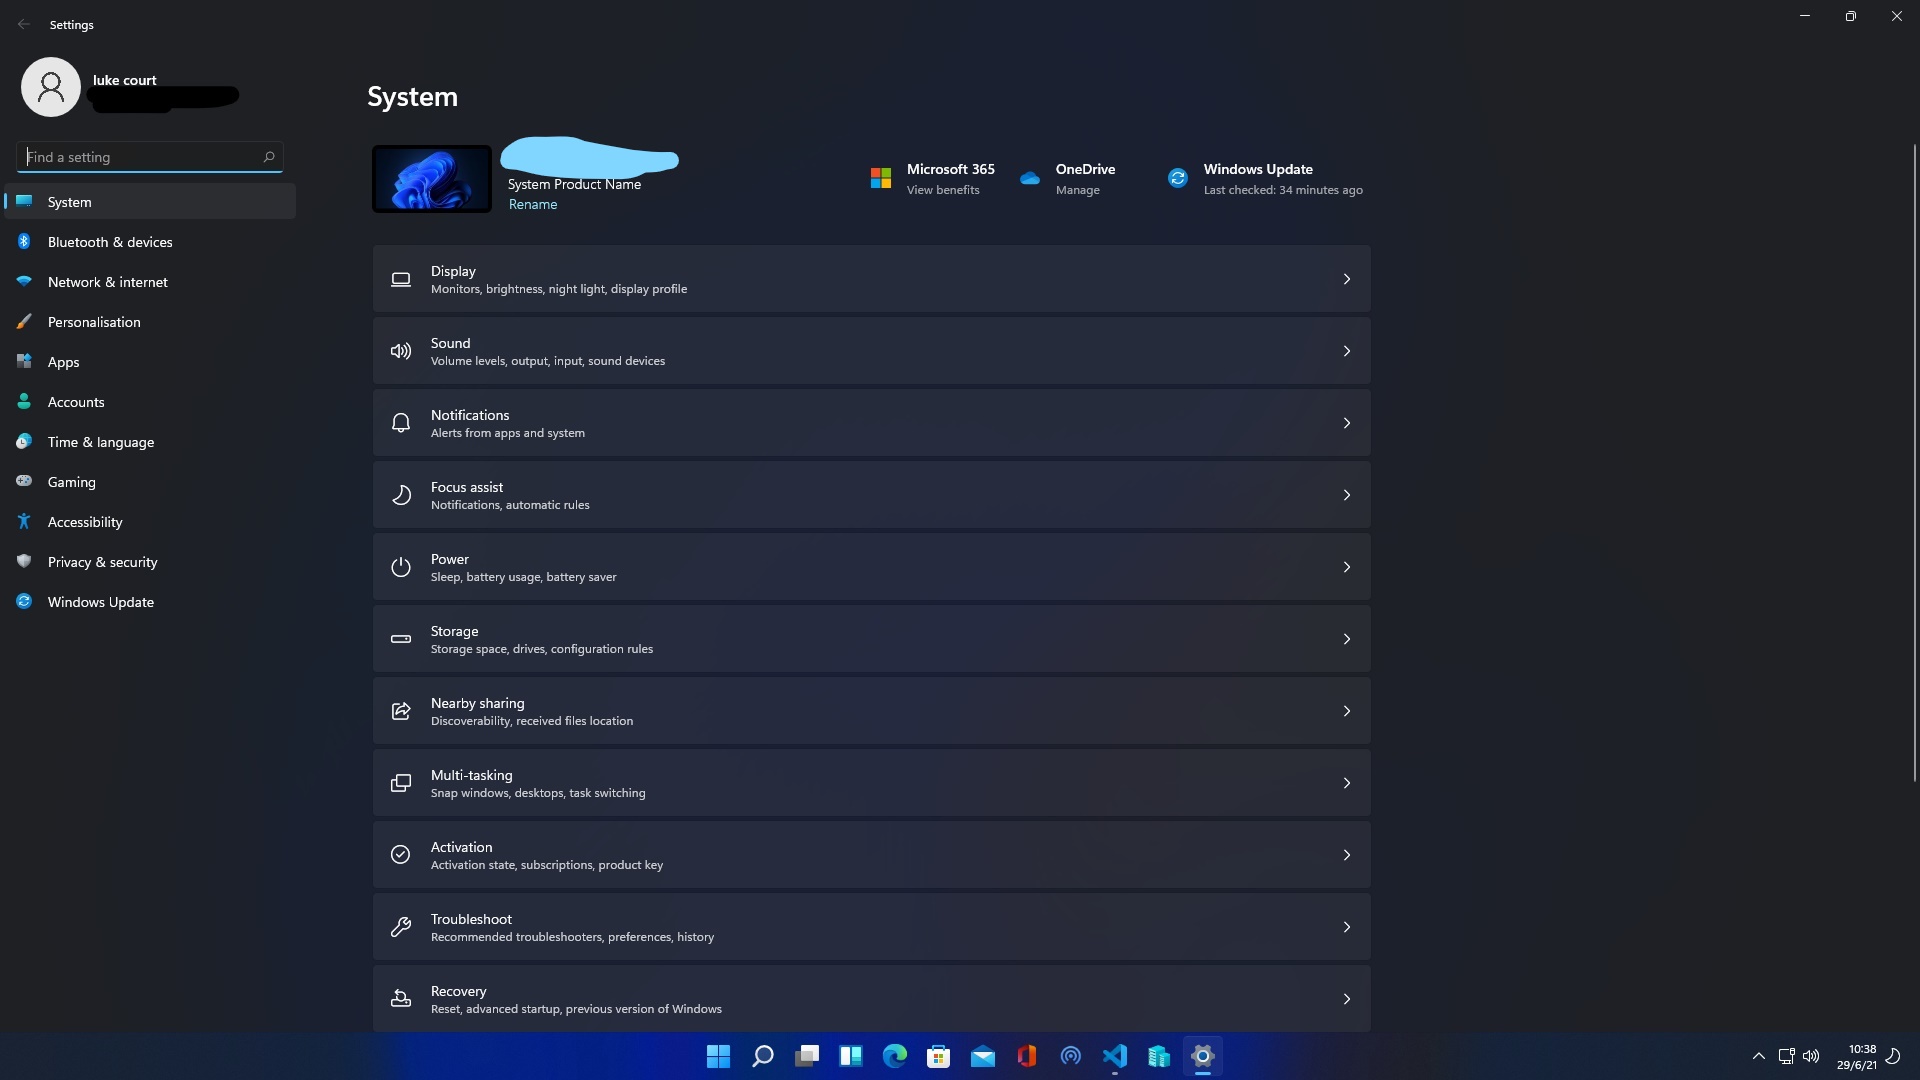 Settings
luke court
Find a setting
System
Bluetooth & devices
Network & internet
Personalisation
Apps
Accounts
Time & language
Gaming
Accessibility
Privacy & security
Windows Update
System
System Product Name
Rename
Microsoft 365
View benefits
OneDrive
Manage
Windows Update
Last checked: 34 minutes ago
Display
Monitors, brightness, night light, display profile
Sound
Volume levels, output, input, sound devices
Notifications
Alerts from apps and system
Focus assist
Notifications, automatic rules
Power
Sleep, battery usage, battery saver
Storage
Storage space, drives, configuration rules
Nearby sharing
Discoverability, received files location
Multi-tasking
Snap windows, desktops, task switching
Activation
Activation state, subscriptions, product key
Troubleshoot
Recommended troubleshooters, preferences, history
Recovery
Reset, advanced startup, previous version of Windows
10:38
29/6/21